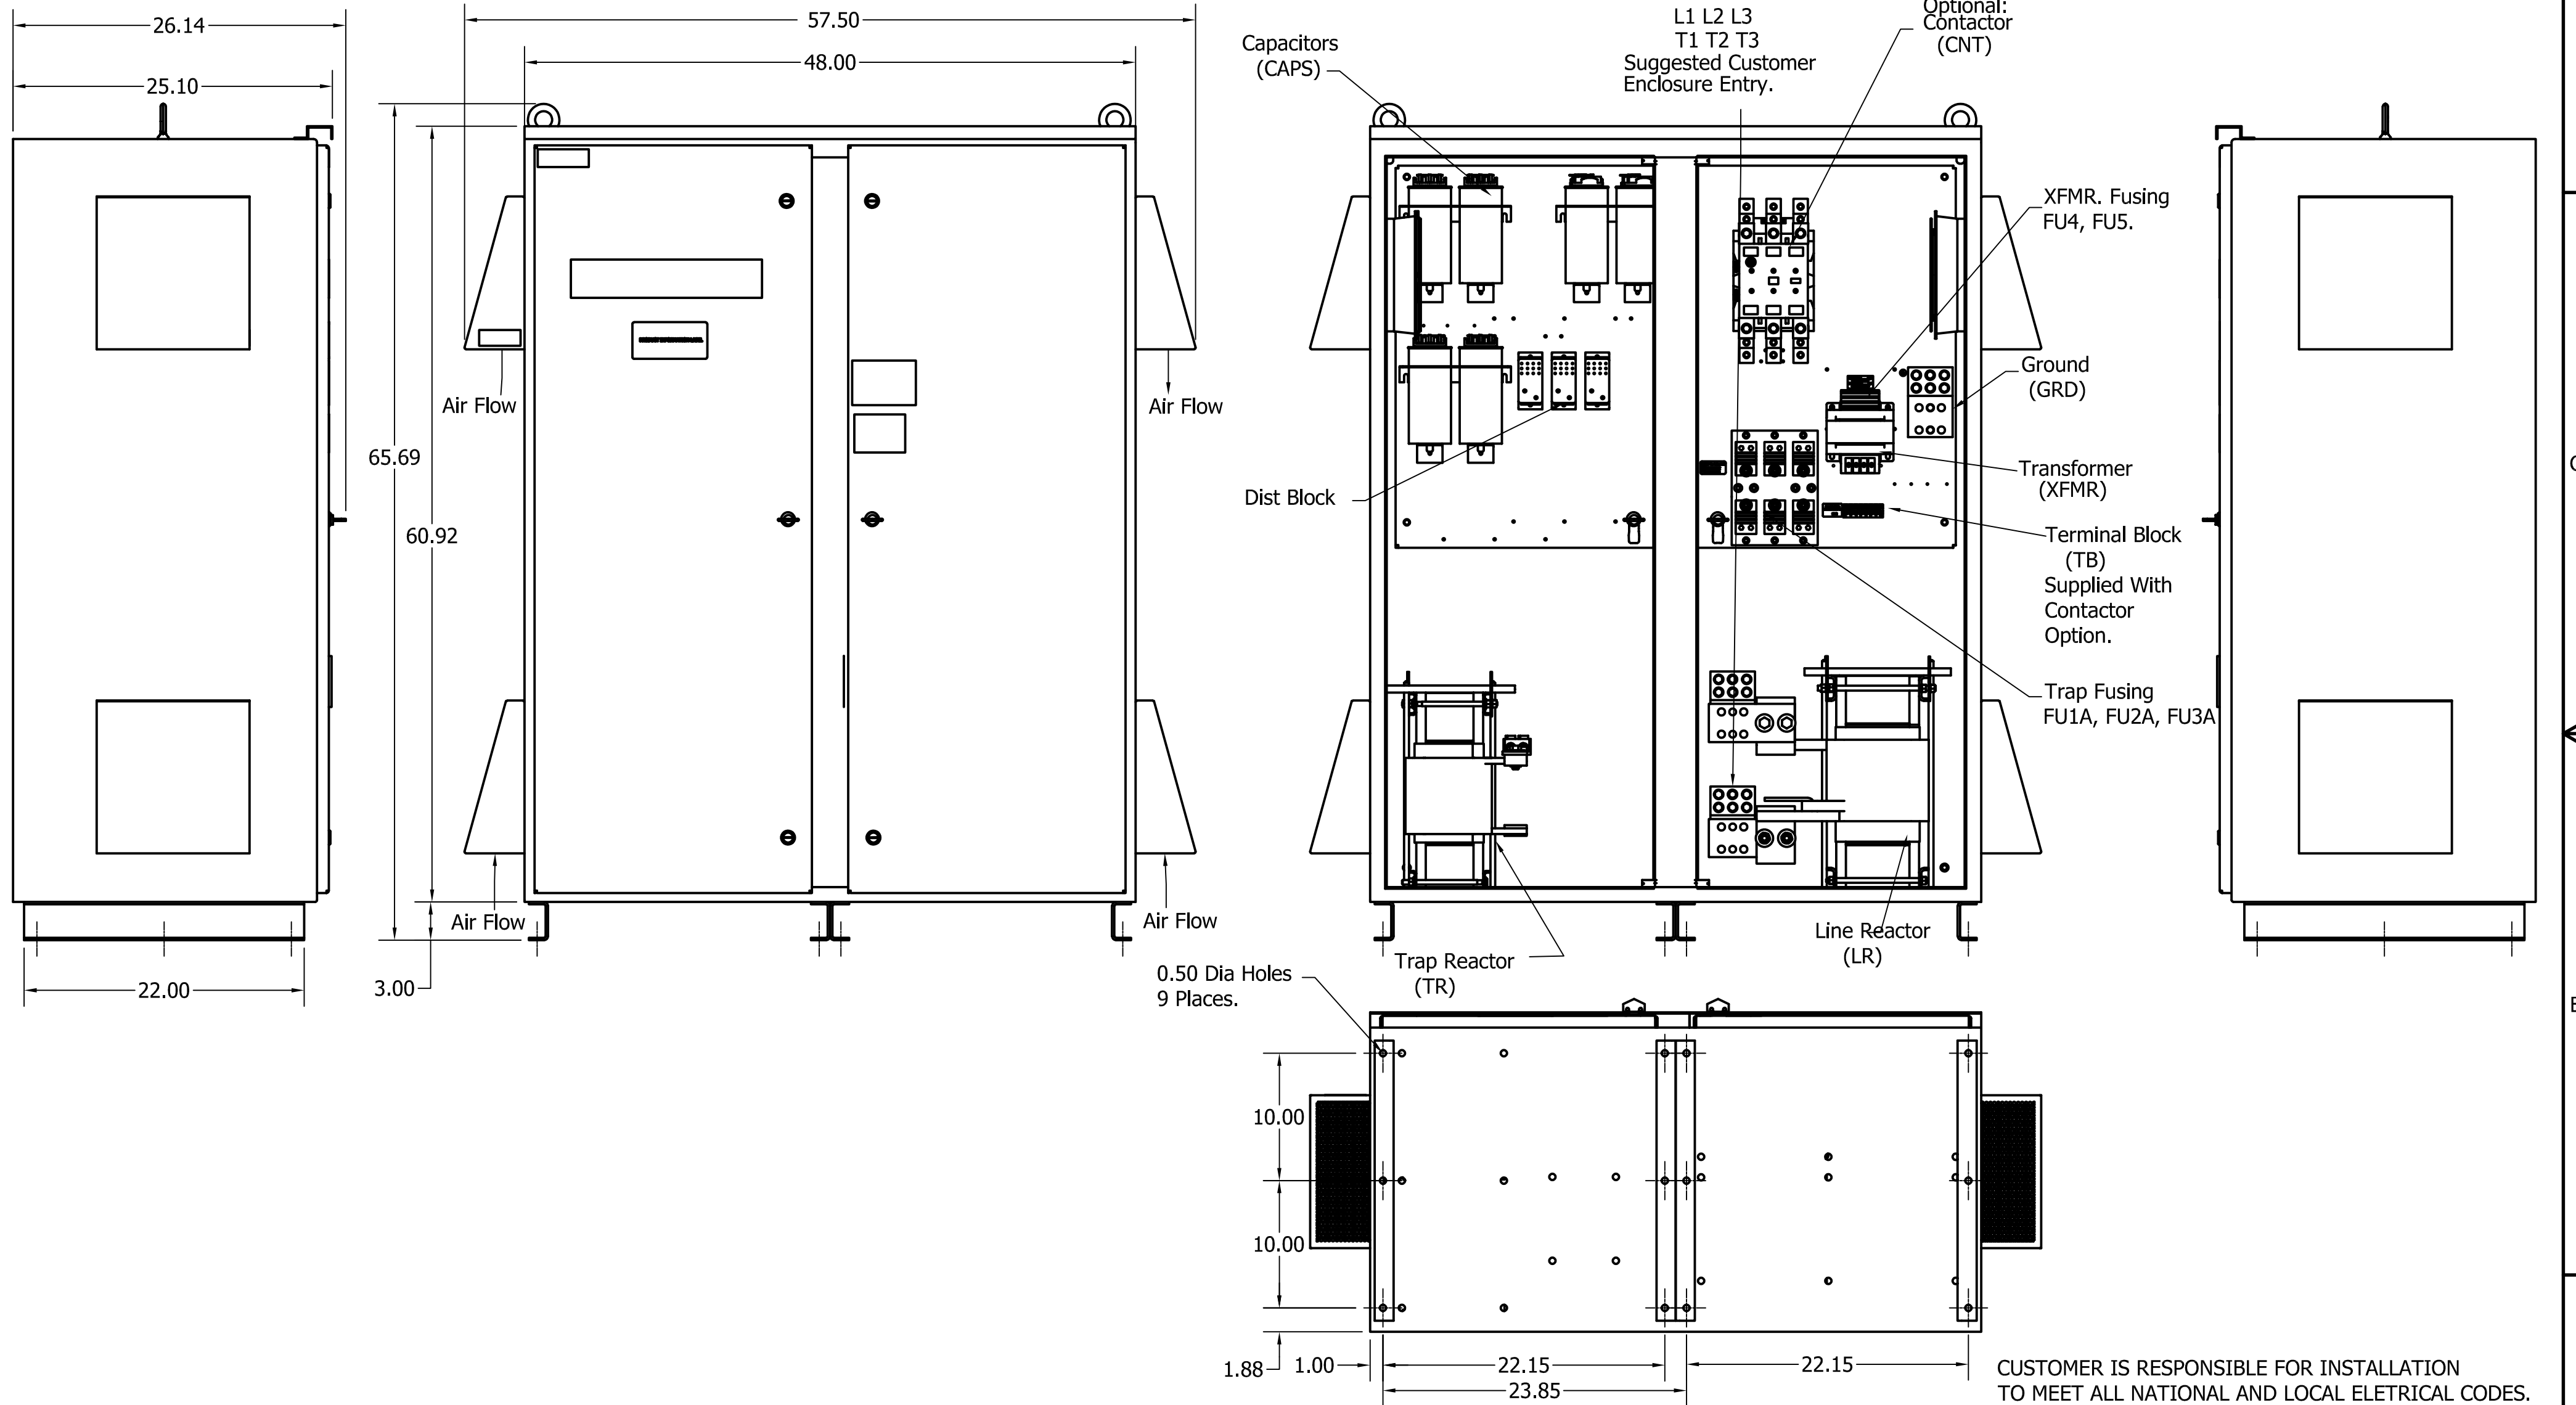 26.14
25.10
57.50
48.00
Capacitors
(CAPS)
L1 L2 L3
T1 T2 T3
Suggested Customer
Enclosure Entry.
Optional:
Contactor
(CNT)
XFMR. Fusing
FU4, FU5.
Ground
(GRD)
Air Flow
Air Flow
65.69
60.92
Dist Block
Transformer
(XFMR)
Terminal Block
(TB)
Supplied With
Contactor
Option.
Trap Fusing
FU1A, FU2A, FU3A
Air Flow
Air Flow
Line Reactor
(LR)
Trap Reactor
(TR)
22.00
3.00
0.50 Dia Holes
9 Places.
10.00
10.00
1.88
1.00
22.15
22.15
23.85
CUSTOMER IS RESPONSIBLE FOR INSTALLATION
TO MEET ALL NATIONAL AND LOCAL ELETRICAL CODES.